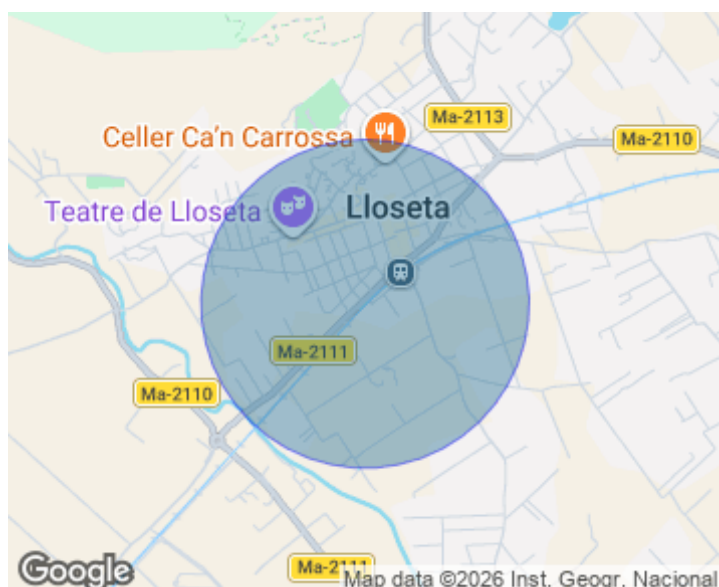 Ma-2113
Celler Ca'n Carrossa
Ma-2110
Teatre de Lloseta
Lloseta
Ma-2111
Ma-2110
Ma-2111
Google
Map data ©2026 Inst. Geogr. Nacional